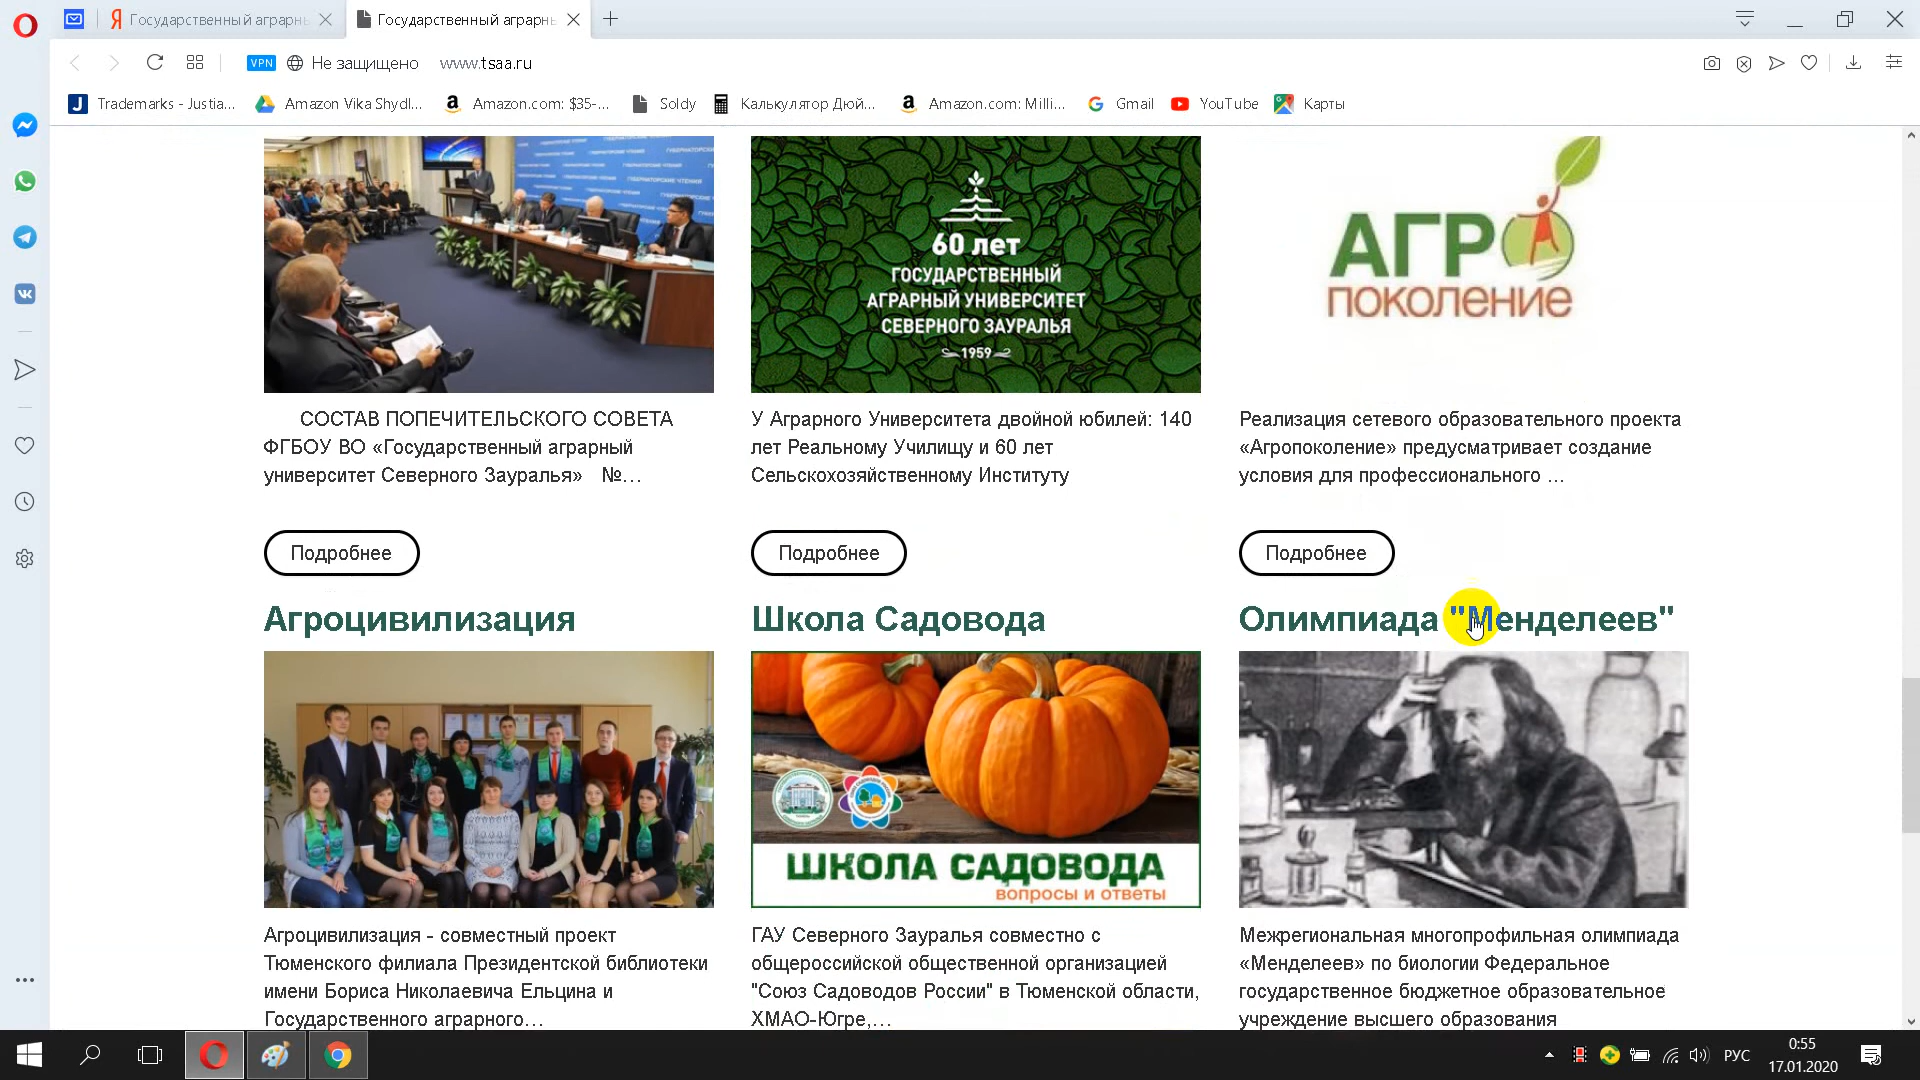 Государственный аграрнь
Государственный аграрнь
VPN
Не защищено
www.tsaa.ru
Trademarks - Justia...
Amazon Vika Shydl...
Amazon.com: $35-...
Soldy
Калькулятор Дюй...
Amazon.com: Milli...
Gmail
YouTube
Карты
ГУБЕРНАТОРСКИЕ ЧТЕНИЯ
60 лет
ГОСУДАРСТВЕННЫЙ
АГРАРНЫЙ УНИВЕРСИТЕТ
СЕВЕРНОГО ЗАУРАЛЬЯ
1959
АГРО
ПОКОЛЕНИЕ
СОСТАВ ПОПЕЧИТЕЛЬСКОГО СОВЕТА
ФГБОУ ВО «Государственный аграрный
университет Северного Зауралья» №...
У Аграрного Университета двойной юбилей: 140
лет Реальному Училищу и 60 лет
Сельскохозяйственному Институту
Реализация сетевого образовательного проекта
«Агропоколение» предусматривает создание
условия для профессионального ...
Подробнее
Подробнее
Подробнее
Агроцивилизация
Школа Садовода
Олимпиада "Менделеев"
ШКОЛА САДОВОДА
вопросы и ответы
Агроцивилизация - совместный проект
Тюменского филиала Президентской библиотеки
имени Бориса Николаевича Ельцина и
Государственного аграрного...
ГАУ Северного Зауралья совместно с
общероссийской общественной организацией
"Союз Садоводов России" в Тюменской области,
ХМАО-Югре,...
Межрегиональная многопрофильная олимпиада
«Менделеев» по биологии Федеральное
государственное бюджетное образовательное
учреждение высшего образования
РУС
0:55
17.01.2020